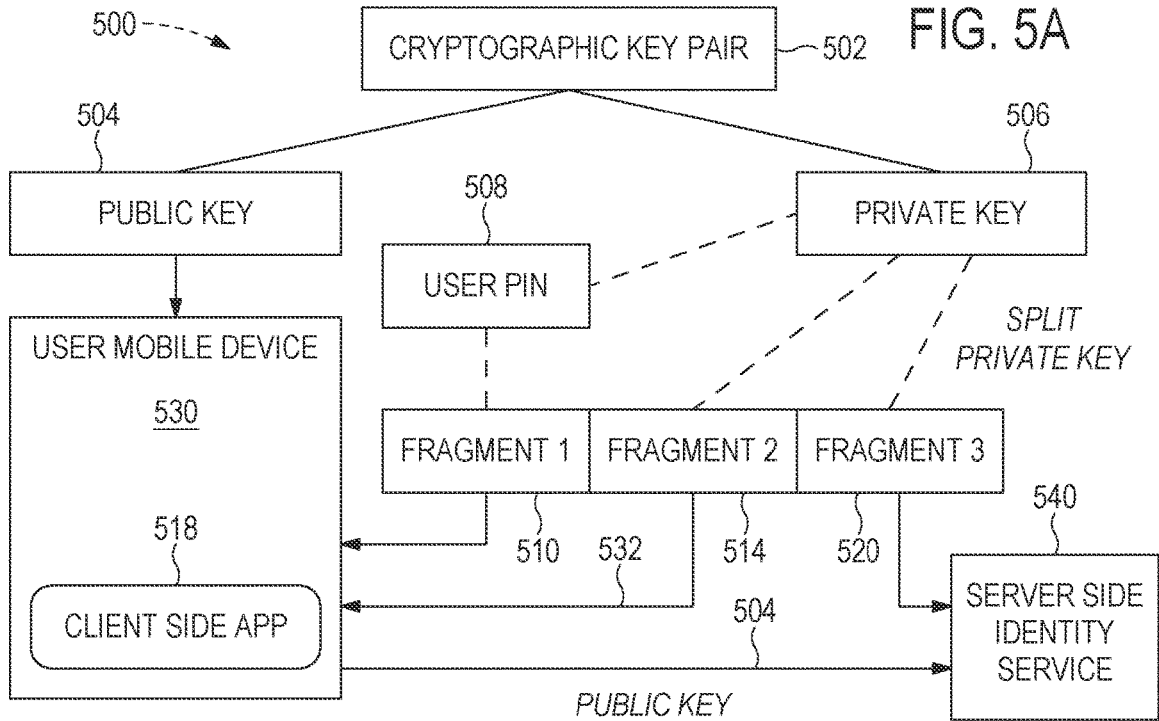 500
CRYPTOGRAPHIC KEY PAIR
502
FIG. 5A
504
506
PUBLIC KEY
508
PRIVATE KEY
USER PIN
USER MOBILE DEVICE
530
SPLIT
PRIVATE KEY
FRAGMENT 1
FRAGMENT 2
FRAGMENT 3
518
510
532
514
520
540
CLIENT SIDE APP
504
SERVER SIDE
IDENTITY
SERVICE
PUBLIC KEY